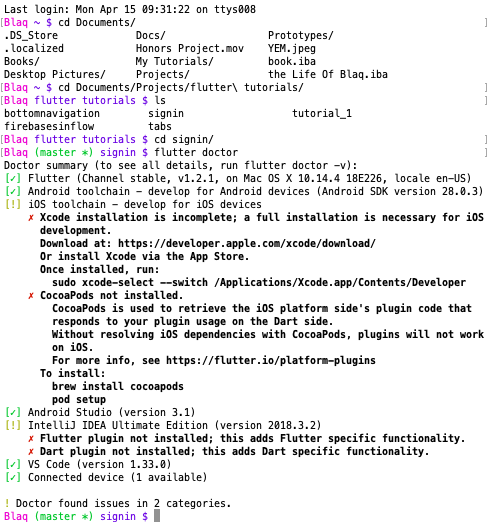 Last login: Mon Apr 15 09:31:22 on ttys008
[Blaq ~ $ cd Documents/ ]
.DS_Store Docs/ Prototypes/
.localized Honors Project.mov YEM.jpeg
Books/ My Tutorials/ book.iba
Desktop Pictures/ Projects/ the Life Of Blaq.iba
[Blaq ~ $ cd Documents/Projects/flutter\ tutorials/ ]
[Blaq flutter tutorials $ ls ]
bottomnavigation signin tutorial_1
firebasesinflow tabs
[Blaq flutter tutorials $ cd signin/ ]
[Blaq (master *) signin $ flutter doctor ]
Doctor summary (to see all details, run flutter doctor -v):
[✓] Flutter (Channel stable, v1.2.1, on Mac OS X 10.14.4 18E226, locale en-US)
[✓] Android toolchain - develop for Android devices (Android SDK version 28.0.3)
[!] iOS toolchain - develop for iOS devices
✗ Xcode installation is incomplete; a full installation is necessary for iOS
development.
Download at: https://developer.apple.com/xcode/download/
Or install Xcode via the App Store.
Once installed, run:
sudo xcode-select --switch /Applications/Xcode.app/Contents/Developer
✗ CocoaPods not installed.
CocoaPods is used to retrieve the iOS platform side's plugin code that
responds to your plugin usage on the Dart side.
Without resolving iOS dependencies with CocoaPods, plugins will not work
on iOS.
For more info, see https://flutter.io/platform-plugins
To install:
brew install cocoapods
pod setup
[✓] Android Studio (version 3.1)
[!] IntelliJ IDEA Ultimate Edition (version 2018.3.2)
✗ Flutter plugin not installed; this adds Flutter specific functionality.
✗ Dart plugin not installed; this adds Dart specific functionality.
[✓] VS Code (version 1.33.0)
[✓] Connected device (1 available)
! Doctor found issues in 2 categories.
Blaq (master *) signin $